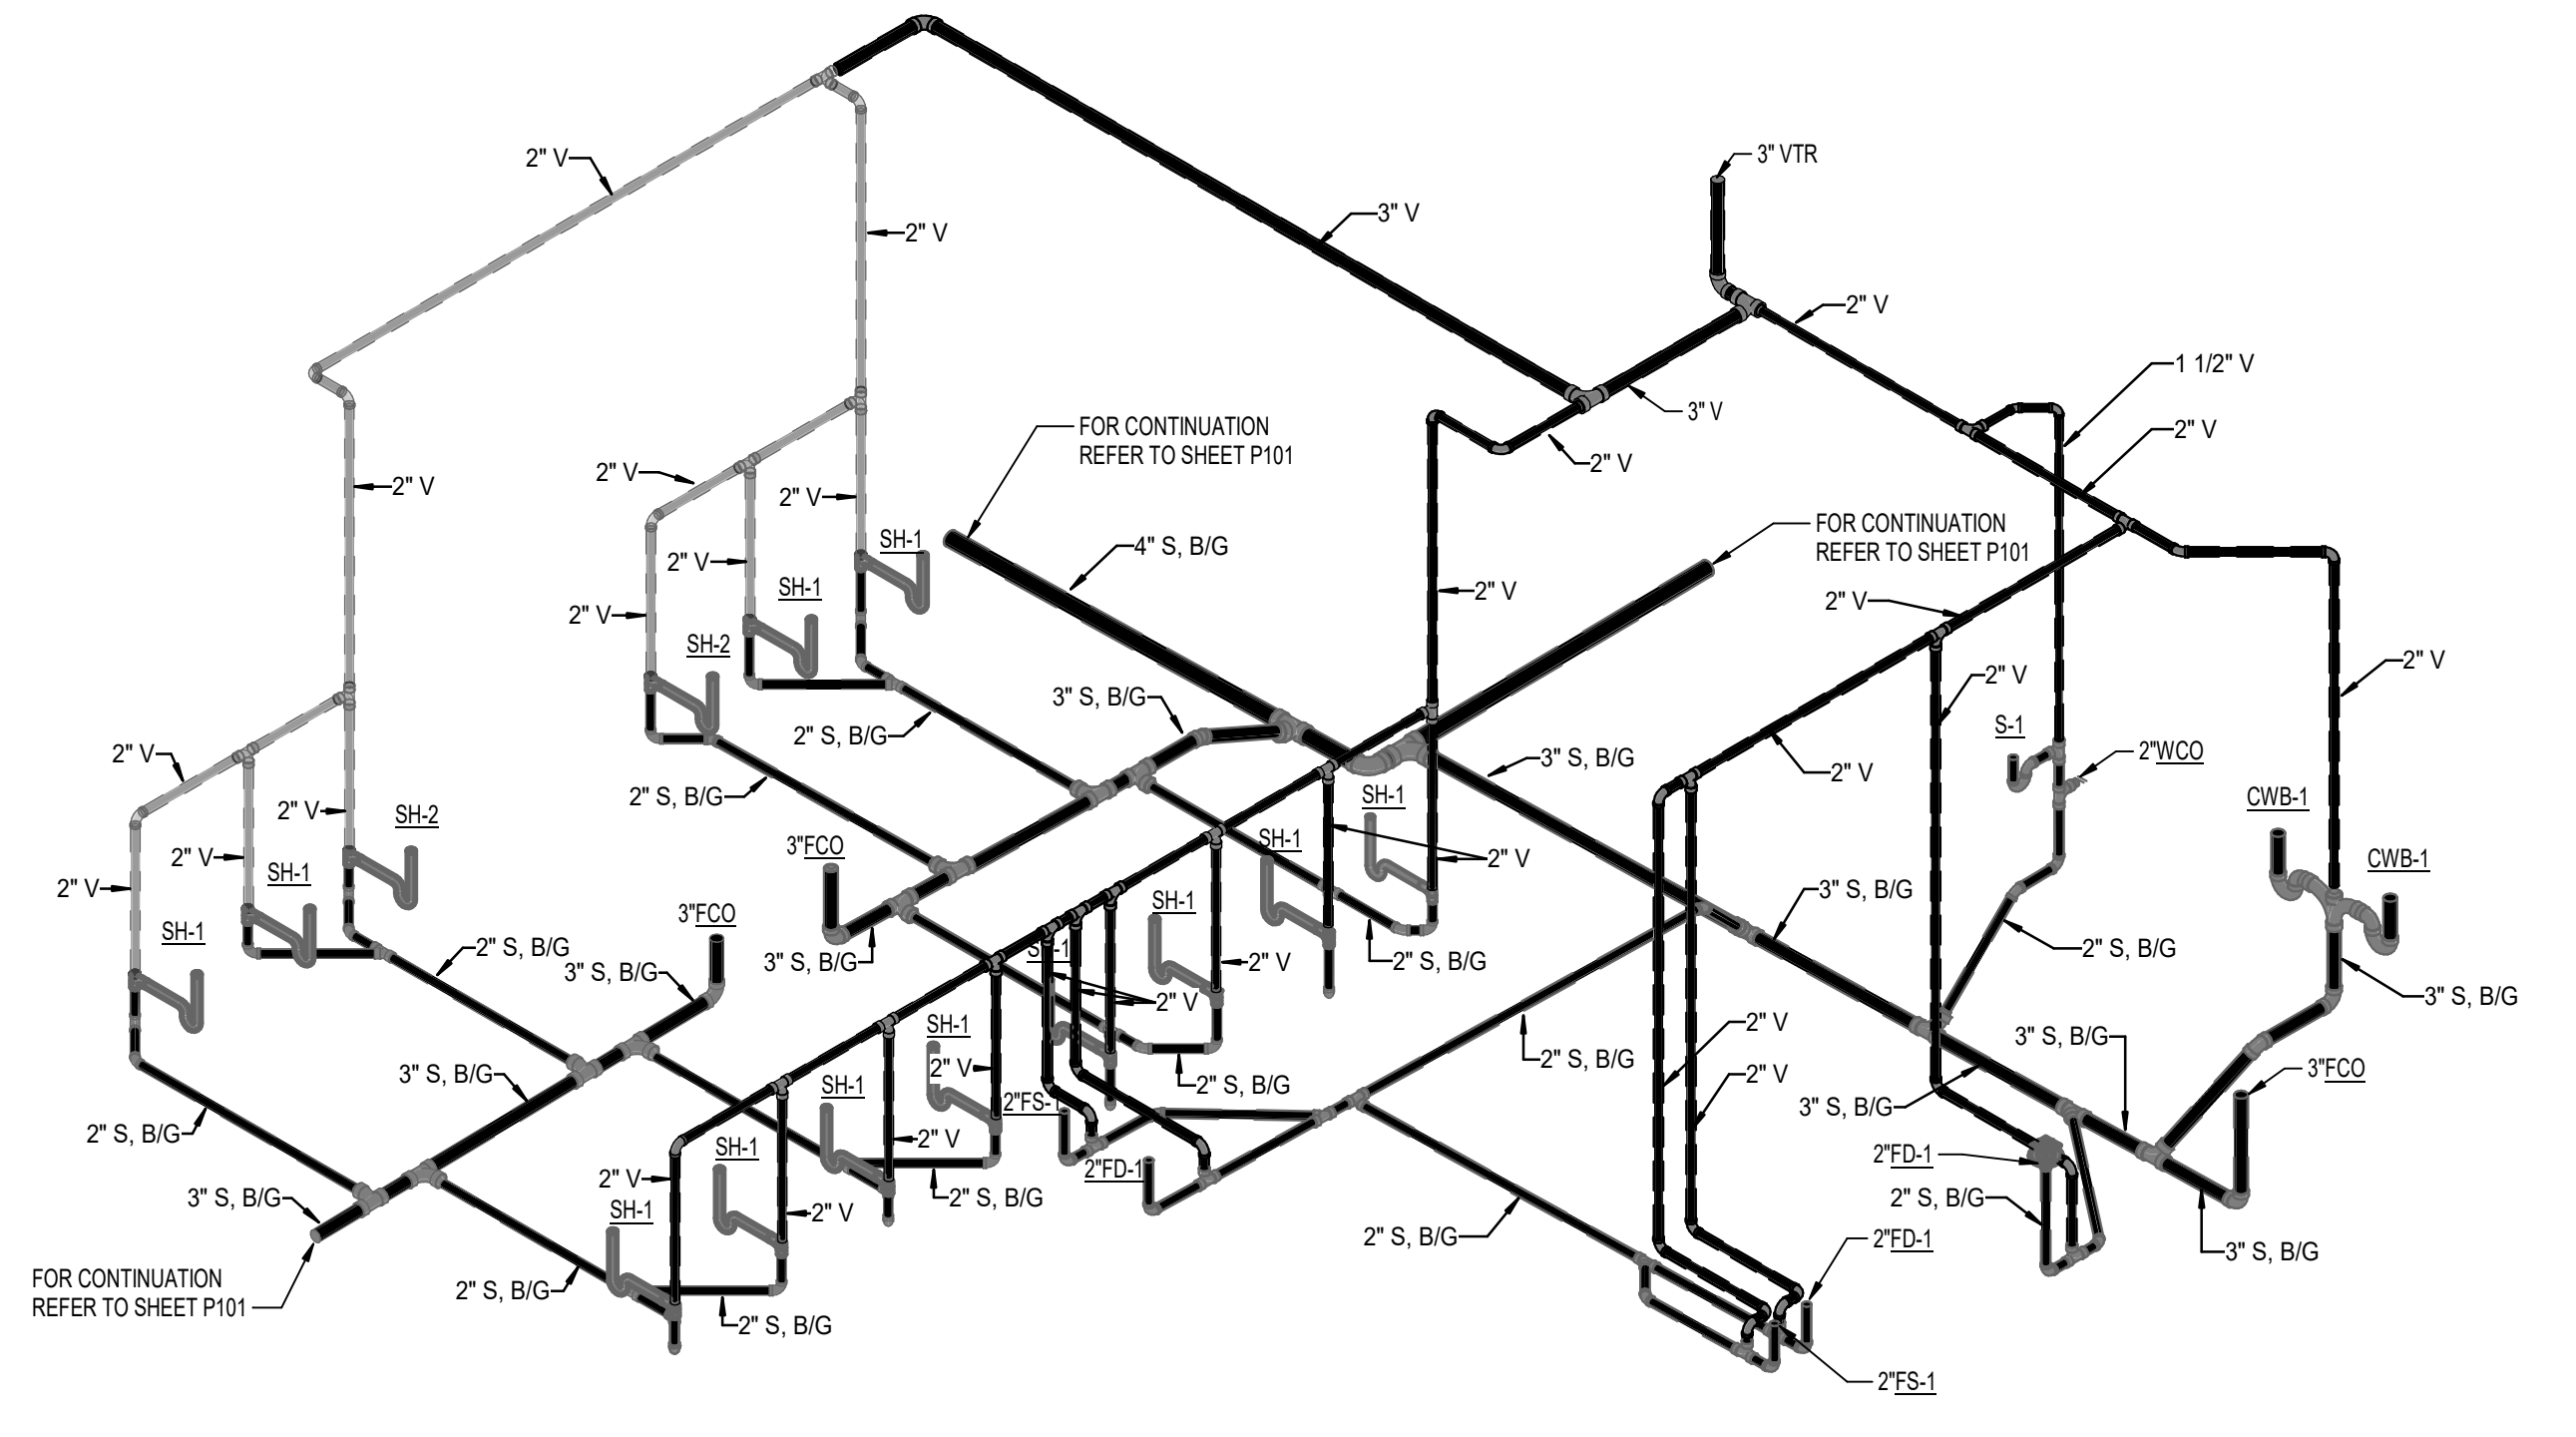 3" VTR
2" V
3" V
2" V
2" V
1 1/2" V
3" V
FOR CONTINUATION
REFER TO SHEET P101
2" V
2" V
2" V
2" V
2" V
FOR CONTINUATION
REFER TO SHEET P101
SH-1
4" S, B/G
2" V
SH-1
2" V
2" V
2" V
SH-2
2" V
2" V
3" S, B/G
S-1
2" S, B/G
2"WCO
2" V
3" S, B/G
2" V
2" S, B/G
SH-1
CWB-1
2" V
SH-2
SH-1
3"FCO
2" V
2" V
CWB-1
SH-1
2" V
3" S, B/G
SH-1
3"FCO
SH-1
2" S, B/G
SH-1
2" S, B/G
3" S, B/G
2" V
2" S, B/G
3" S, B/G
3" S, B/G
2" V
2" V
SH-1
3" S, B/G
2" S, B/G
2" V
3"FCO
3" S, B/G
2" V
SH-1
2" S, B/G
2"FS-1
3" S, B/G
2" S, B/G
2" V
SH-1
2"FD-1
2"FD-1
2" V
3" S, B/G
2" S, B/G
2" S, B/G
SH-1
2" V
2" S, B/G
2"FD-1
3" S, B/G
FOR CONTINUATION
REFER TO SHEET P101
2" S, B/G
2" S, B/G
2"FS-1